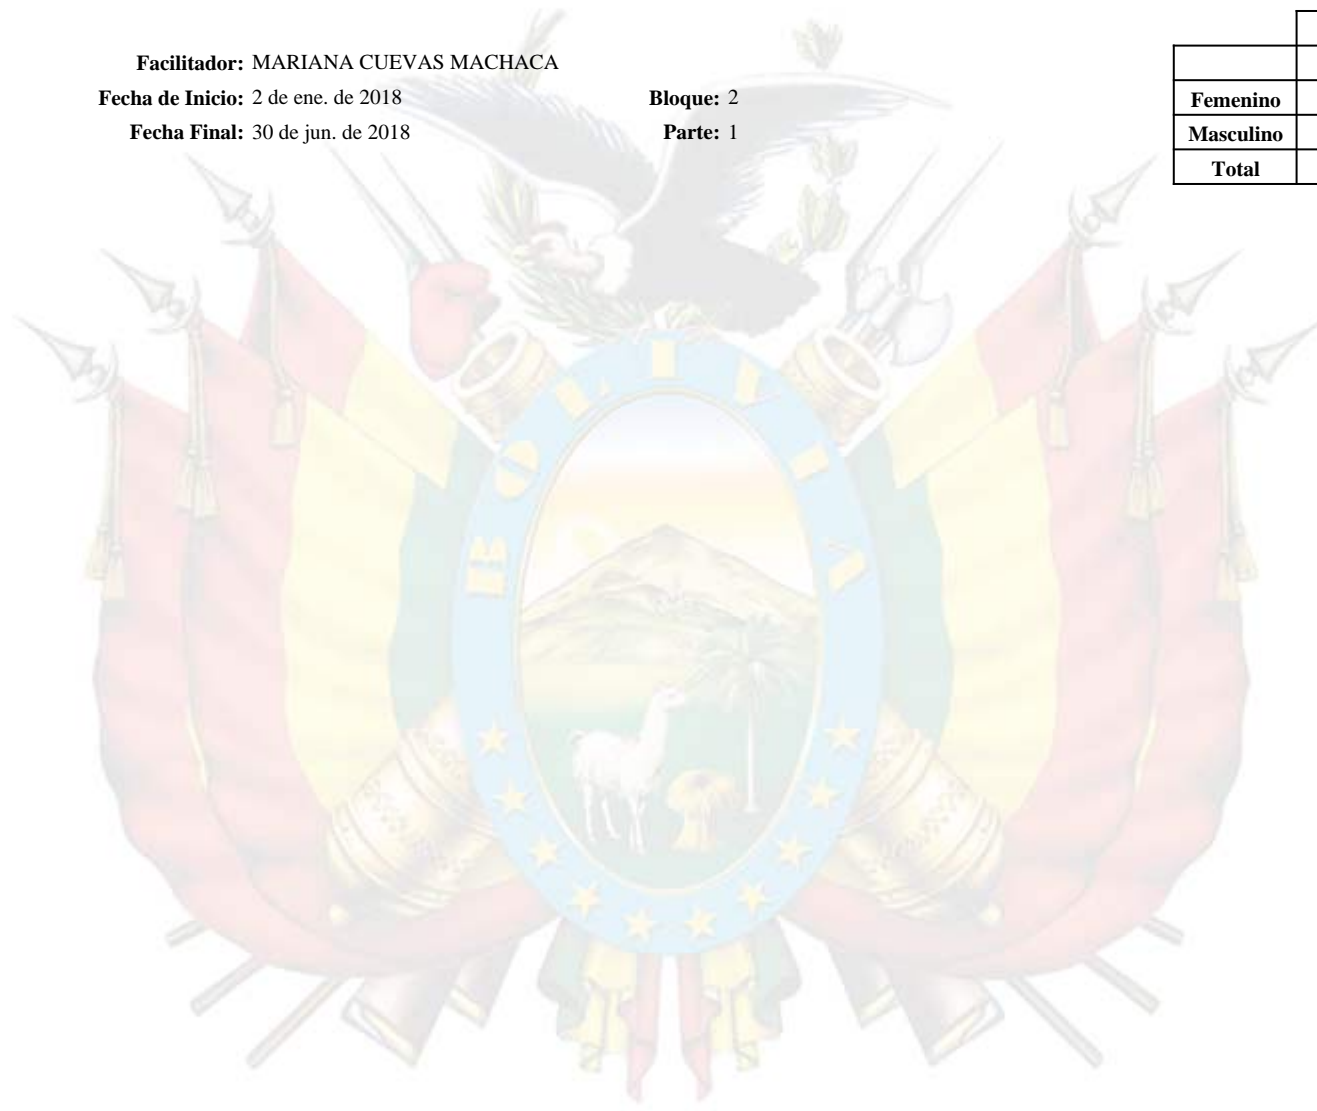 Facilitador: MARIANA CUEVAS MACHACA
Fecha de Inicio: 2 de ene. de 2018 Bloque: 2
Fecha Final: 30 de jun. de 2018 Parte: 1
Femenino
Masculino
Total
BOLIVIA